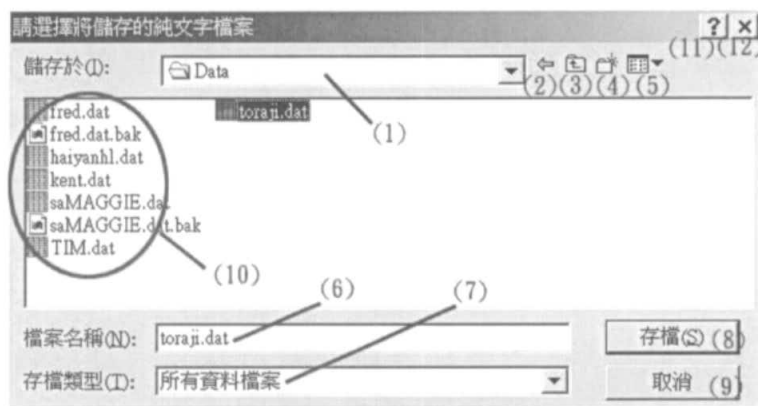 請選擇將儲存的純文字檔案 ? ×
(11)(12)
儲存於(I): Data
(2)(3)(4)(5)
fred.dat toraji.dat
fred.dat.bak (1)
haiyanhl.dat
kent.dat
saMAGGIE.dat
saMAGGIE.dat.bak
TIM.dat
(10)
(6) (7)
檔案名稱(N): toraji.dat 存檔(S) (8)
存檔類型(T): 所有資料檔案 取消 (9)